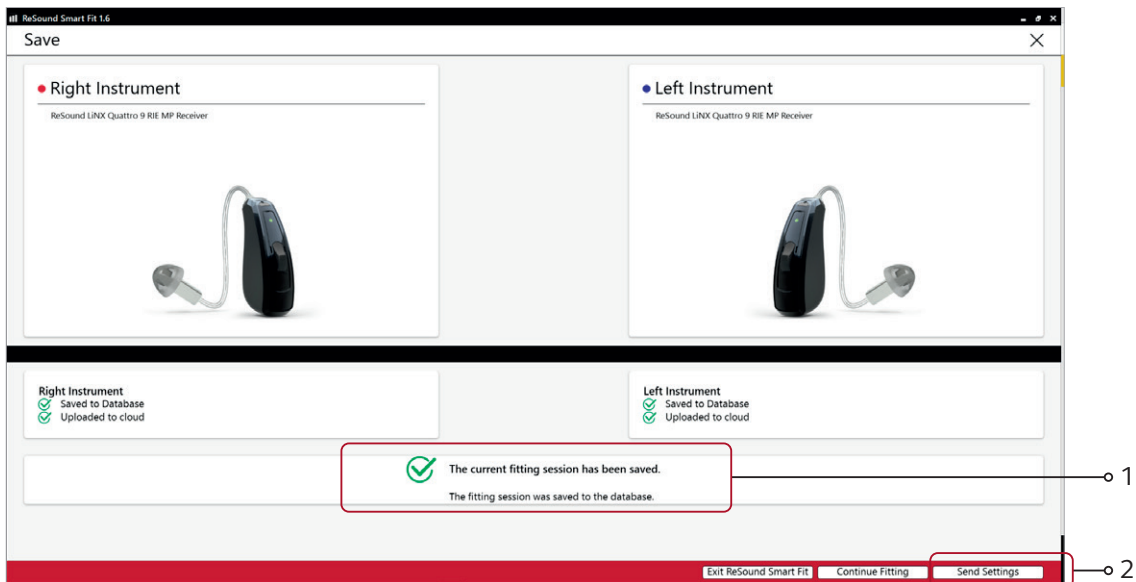 ReSound Smart Fit 1.6
Save
Right Instrument
ReSound LiNX Quattro 9 RIE MP Receiver
Left Instrument
ReSound LiNX Quattro 9 RIE MP Receiver
Right Instrument
Saved to Database
Uploaded to cloud
Left Instrument
Saved to Database
Uploaded to cloud
The current fitting session has been saved.
The fitting session was saved to the database.
1
Exit ReSound Smart Fit
Continue Fitting
Send Settings
2